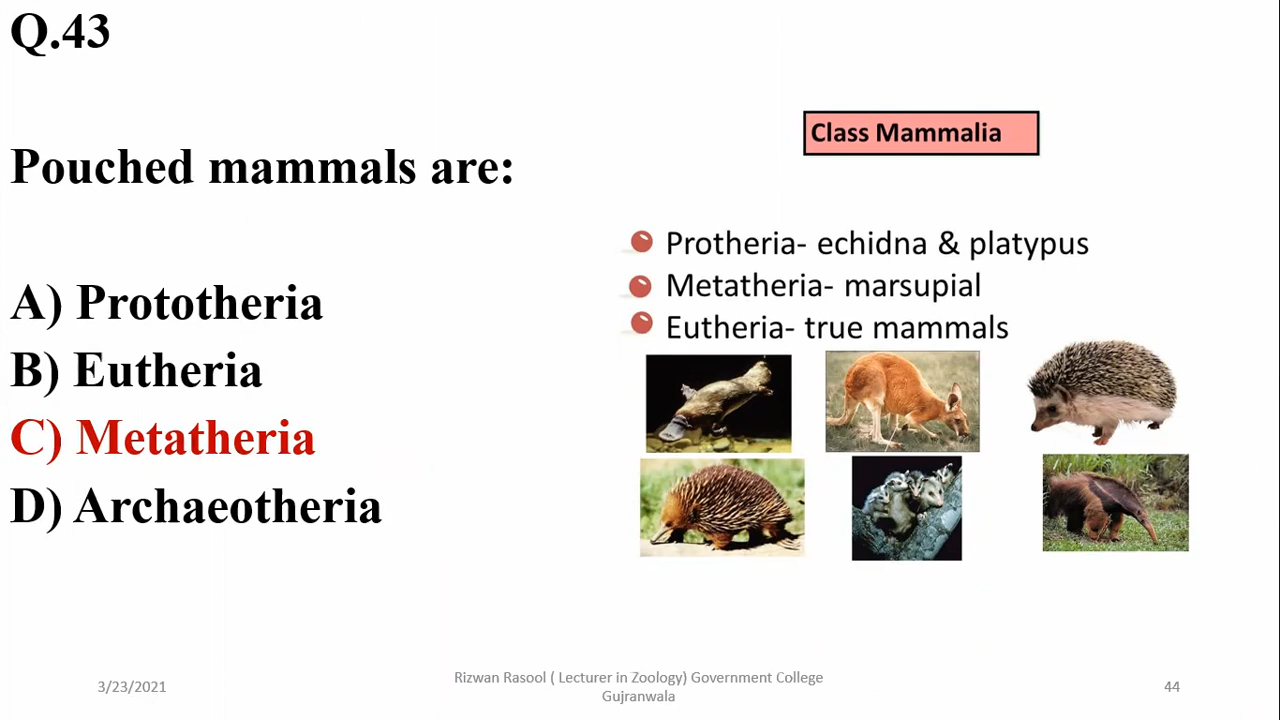 Q.43
Pouched mammals are:
A) Prototheria
B) Eutheria
C) Metatheria
D) Archaeotheria
Class Mammalia
Protheria- echidna & platypus
Metatheria- marsupial
Eutheria- true mammals
3/23/2021
Rizwan Rasool ( Lecturer in Zoology) Government College
Gujranwala
44